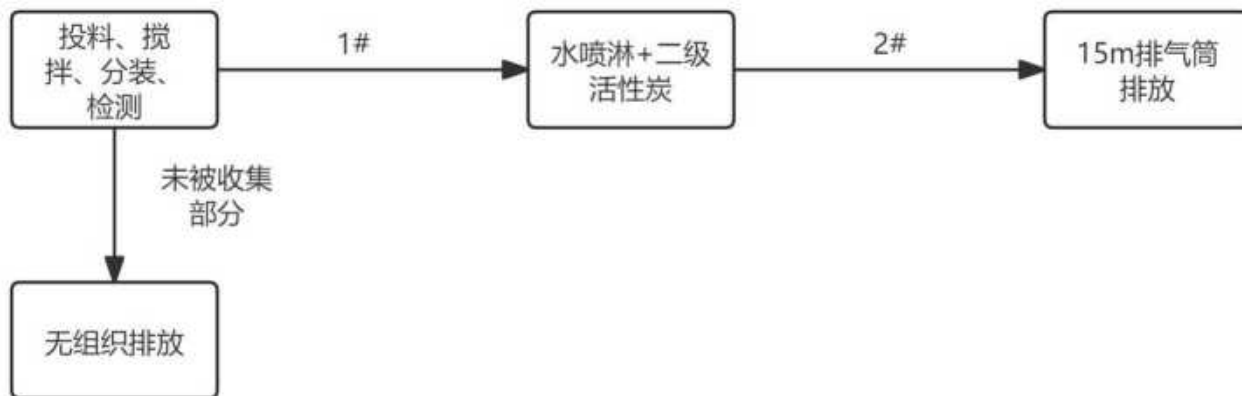 投料、搅
拌、分装、
检测
1#
水喷淋+二级
活性炭
2#
15m排气筒
排放
未被收集
部分
无组织排放